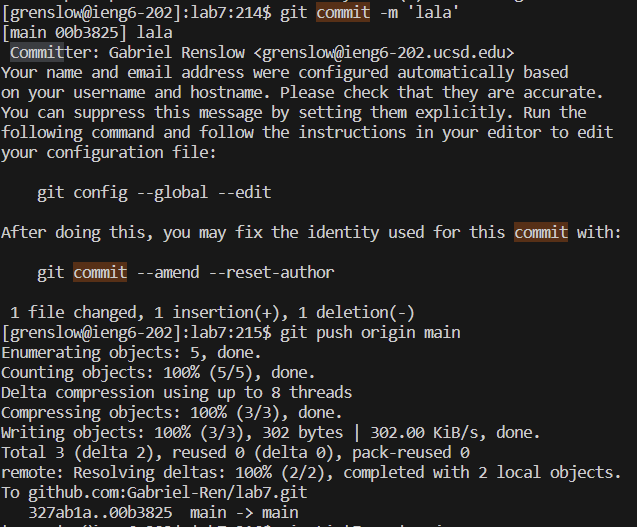 [grenslow@ieng6-202]:lab7:214$ git commit -m 'lala'
[main 00b3825] lala
 Committer: Gabriel Renslow <grenslow@ieng6-202.ucsd.edu>
Your name and email address were configured automatically based
on your username and hostname. Please check that they are accurate.
You can suppress this message by setting them explicitly. Run the
following command and follow the instructions in your editor to edit
your configuration file:

    git config --global --edit

After doing this, you may fix the identity used for this commit with:

    git commit --amend --reset-author

 1 file changed, 1 insertion(+), 1 deletion(-)
[grenslow@ieng6-202]:lab7:215$ git push origin main
Enumerating objects: 5, done.
Counting objects: 100% (5/5), done.
Delta compression using up to 8 threads
Compressing objects: 100% (3/3), done.
Writing objects: 100% (3/3), 302 bytes | 302.00 KiB/s, done.
Total 3 (delta 2), reused 0 (delta 0), pack-reused 0
remote: Resolving deltas: 100% (2/2), completed with 2 local objects.
To github.com:Gabriel-Ren/lab7.git
   327ab1a..00b3825  main -> main